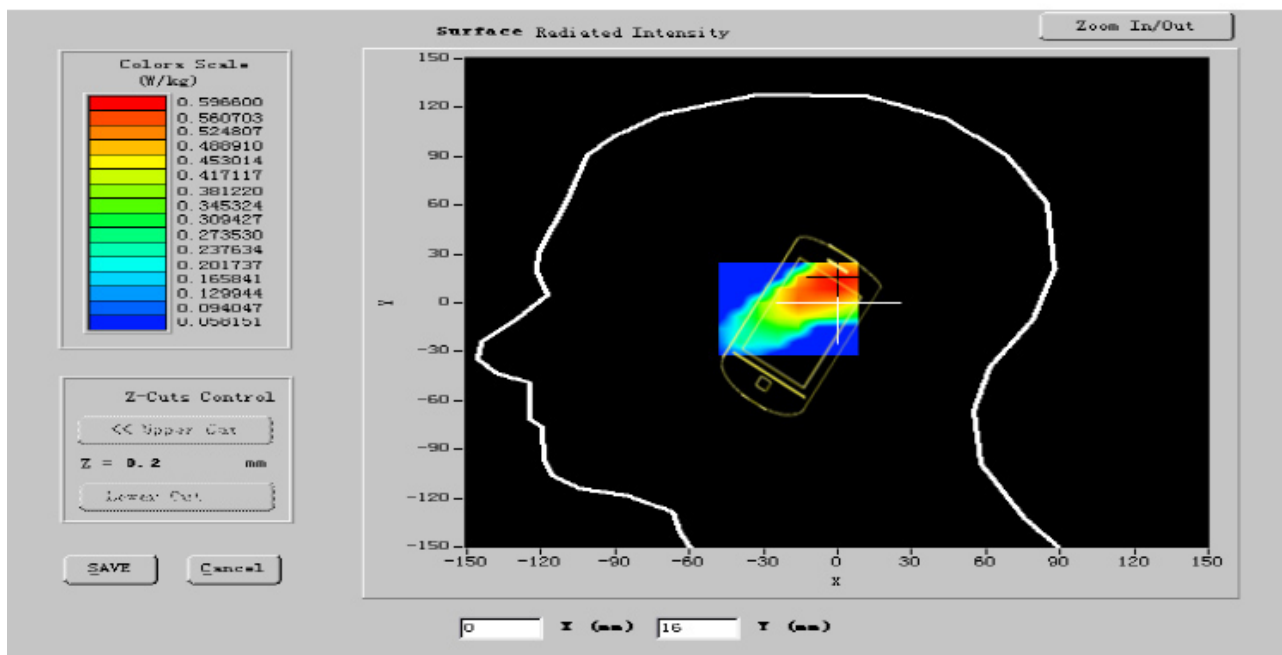 Surface Radiated Intensity
Zoom In/Out
Colors Scale
(W/kg)
0.596600
0.560703
0.524807
0.488910
0.453014
0.417117
0.381220
0.345324
0.309427
0.273530
0.237634
0.201737
0.165841
0.129944
0.094047
0.058151
Z-Cuts Control
<< Upper Cut
Z = 0.2 mm
Lower Cut
SAVE
Cancel
150
120
90
60
30
0
-30
-60
-90
-120
-150
Y
-150 -120 -90 -60 -30 0 30 60 90 120 150
X
0 X (mm) 16 Y (mm)